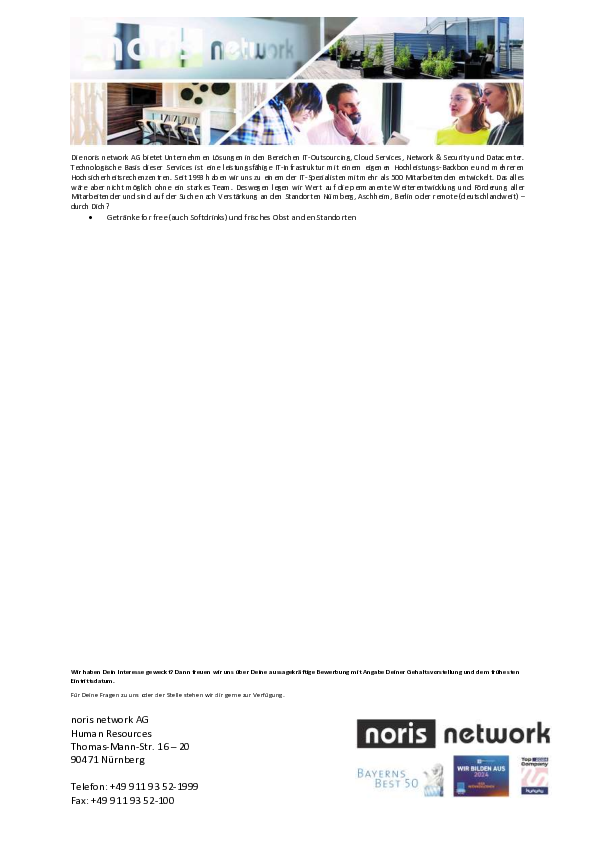 noris network
Die noris network AG bietet Unternehmen Lösungen in den Bereichen IT-Outsourcing, Cloud Services, Network & Security und Datacenter.
Technologische Basis dieser Services ist eine leistungsfähige IT-Infrastruktur mit einem eigenen Hochleistungs-Backbone und mehreren
Hochsicherheitsrechenzentren. Seit 1993 haben wir uns zu einem der IT-Spezialisten mit mehr als 500 Mitarbeitenden entwickelt. Das alles
wäre aber nicht möglich ohne ein starkes Team. Deswegen legen wir Wert auf die permanente Weiterentwicklung und Förderung aller
Mitarbeitender und sind auf der Suche nach Verstärkung an den Standorten Nürnberg, Aschheim, Berlin oder remote (deutschlandweit) –
durch Dich?
• Getränke for free (auch Softdrinks) und frisches Obst an den Standorten
Wir haben Dein Interesse geweckt? Dann freuen wir uns über Deine aussagekräftige Bewerbung mit Angabe Deiner Gehaltsvorstellung und dem frühesten
Eintrittsdatum.
Für Deine Fragen zu uns oder der Stelle stehen wir dir gerne zur Verfügung.
noris network AG
Human Resources
Thomas-Mann-Str. 16 – 20
90471 Nürnberg
Telefon: +49 911 93 52-1999
Fax: +49 911 93 52-100
noris network
BAYERNS
BEST 50
WIR BILDEN AUS
2024
Top
Company
kununu